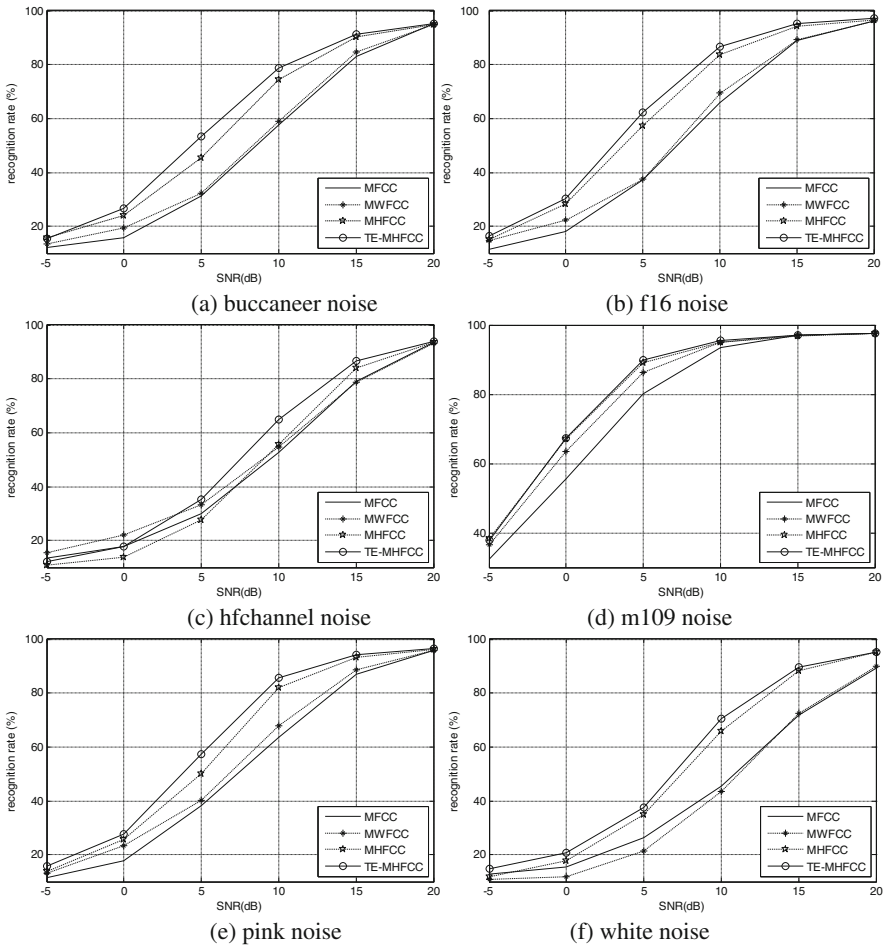 100
80
60
40
20
recognition rate (%)
-5 0 5 10 15 20
SNR(dB)
MFCC
MWFCC
MHFCC
TE-MHFCC
(a) buccaneer noise
100
80
60
40
20
recognition rate (%)
-5 0 5 10 15 20
SNR(dB)
MFCC
MWFCC
MHFCC
TE-MHFCC
(b) f16 noise
100
80
60
40
20
recognition rate (%)
-5 0 5 10 15 20
SNR(dB)
MFCC
MWFCC
MHFCC
TE-MHFCC
(c) hfchannel noise
100
80
60
40
recognition rate (%)
-5 0 5 10 15 20
SNR(dB)
MFCC
MWFCC
MHFCC
TE-MHFCC
(d) m109 noise
100
80
60
40
20
recognition rate (%)
-5 0 5 10 15 20
SNR(dB)
MFCC
MWFCC
MHFCC
TE-MHFCC
(e) pink noise
100
80
60
40
20
recognition rate (%)
-5 0 5 10 15 20
SNR(dB)
MFCC
MWFCC
MHFCC
TE-MHFCC
(f) white noise